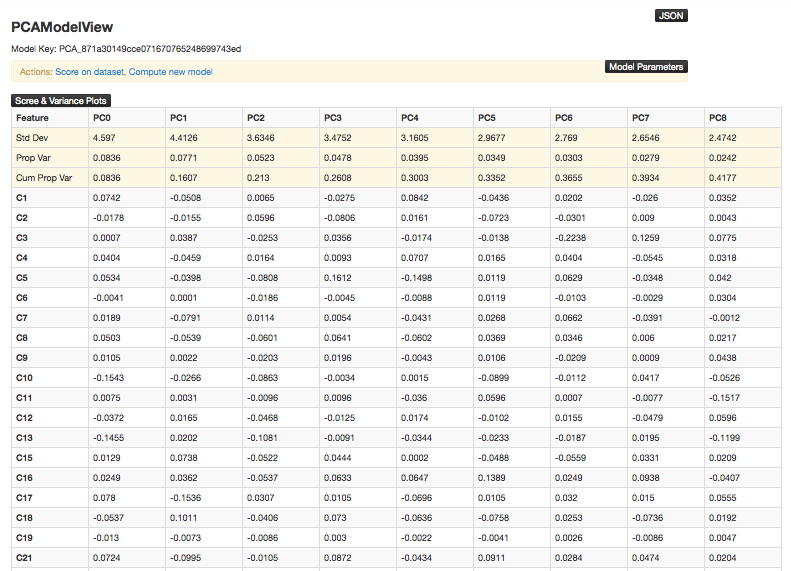 JSON
PCAModelView
Model Key: PCA_871a30149cce071670765248699743ed
Actions: Score on dataset, Compute new model
Model Parameters
Scree & Variance Plots
Feature PC0 PC1 PC2 PC3 PC4 PC5 PC6 PC7 PC8
Std Dev 4.597 4.4126 3.6346 3.4752 3.1605 2.9677 2.769 2.6546 2.4742
Prop Var 0.0836 0.0771 0.0523 0.0478 0.0395 0.0349 0.0303 0.0279 0.0242
Cum Prop Var 0.0836 0.1607 0.213 0.2608 0.3003 0.3352 0.3655 0.3934 0.4177
C1 0.0742 -0.0508 0.0065 -0.0275 0.0842 -0.0436 0.0202 -0.026 0.0352
C2 -0.0178 -0.0155 0.0596 -0.0806 0.0161 -0.0723 -0.0301 0.009 0.0043
C3 0.0007 0.0387 -0.0253 0.0356 -0.0174 -0.0138 -0.2238 0.1259 0.0775
C4 0.0404 -0.0459 0.0164 0.0093 0.0707 0.0165 0.0404 -0.0545 0.0318
C5 0.0534 -0.0398 -0.0808 0.1612 -0.1498 0.0119 0.0629 -0.0348 0.042
C6 -0.0041 0.0001 -0.0186 -0.0045 -0.0088 0.0119 -0.0103 -0.0029 0.0304
C7 0.0189 -0.0791 0.0114 0.0054 -0.0431 0.0268 0.0662 -0.0391 -0.0012
C8 0.0503 -0.0539 -0.0601 0.0641 -0.0602 0.0369 0.0346 0.006 0.0217
C9 0.0105 0.0022 -0.0203 0.0196 -0.0043 0.0106 -0.0209 0.0009 0.0438
C10 -0.1543 -0.0266 -0.0863 -0.0034 0.0015 -0.0899 -0.0112 0.0417 -0.0526
C11 0.0075 0.0031 -0.0096 0.0096 -0.036 0.0596 0.0007 -0.0077 -0.1517
C12 -0.0372 0.0165 -0.0468 -0.0125 0.0174 -0.0102 0.0155 -0.0479 0.0596
C13 -0.1455 0.0202 -0.1081 -0.0091 -0.0344 -0.0233 -0.0187 0.0195 -0.1199
C15 0.0129 0.0738 -0.0522 0.0444 0.0002 -0.0488 -0.0559 0.0331 0.0209
C16 0.0249 0.0362 -0.0537 0.0633 0.0647 0.1389 0.0249 0.0938 -0.0407
C17 0.078 -0.1536 0.0307 0.0105 -0.0696 0.0105 0.032 0.015 0.0555
C18 -0.0537 0.1011 -0.0406 0.073 -0.0636 -0.0758 0.0253 -0.0736 0.0192
C19 -0.013 -0.0073 -0.0086 0.003 -0.0022 -0.0041 0.0026 -0.0086 0.0047
C21 0.0724 -0.0995 -0.0105 0.0872 -0.0434 0.0911 0.0284 0.0474 0.0204